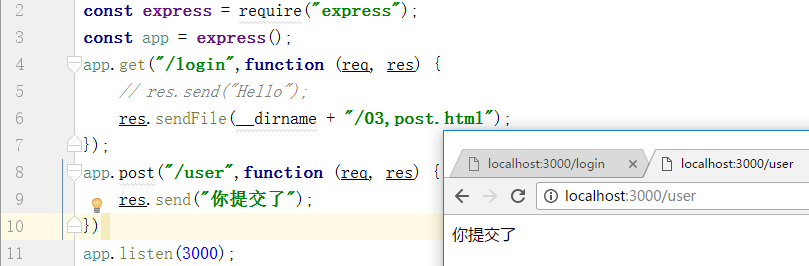 2 const express = require("express");
3 const app = express();
4 app.get("/login",function (req, res) {
5 // res.send("Hello");
6 res.sendFile(__dirname + "/03,post.html");
7 });
8 app.post("/user",function (req, res) {
9 res.send("你提交了");
10 })
11 app.listen(3000);
localhost:3000/login
localhost:3000/user
localhost:3000/user
你提交了